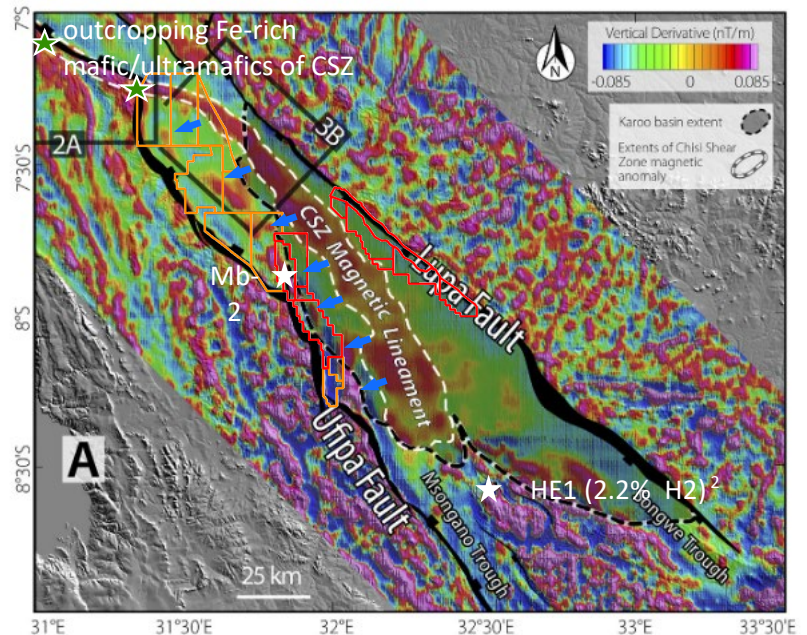 7°S
outcropping Fe-rich
mafic/ultramafics of CSZ
Vertical Derivative (nT/m)
-0.085
0
0.085
N
Karoo basin extent
Extents of Chisi Shear
Zone magnetic
anomaly
2A
3B
7°30'S
CSZ Magnetic Lineament
Lupa Fault
Mb-
2
8°S
Ufipa Fault
A
8°30'S
HE1 (2.2% H2)²
Songwe Trough
Msongano Trough
25 km
31°E
31°30'E
32°E
32°30'E
33°E
33°30'E